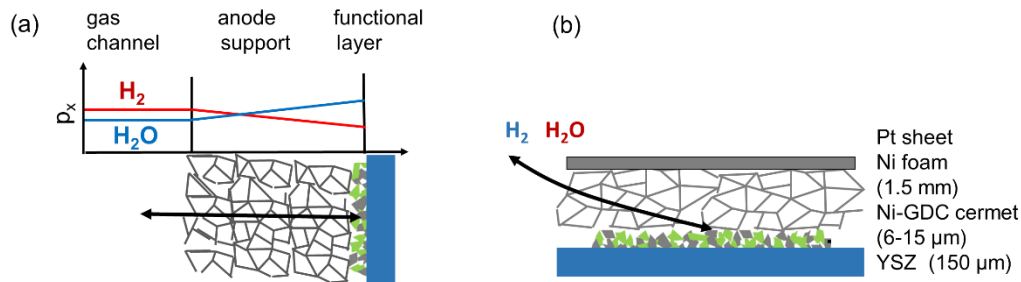 (a)
gas
channel
anode
support
functional
layer
pₓ
H₂
H₂O
(b)
H₂ H₂O
Pt sheet
Ni foam
(1.5 mm)
Ni-GDC cermet
(6-15 µm)
YSZ (150 µm)